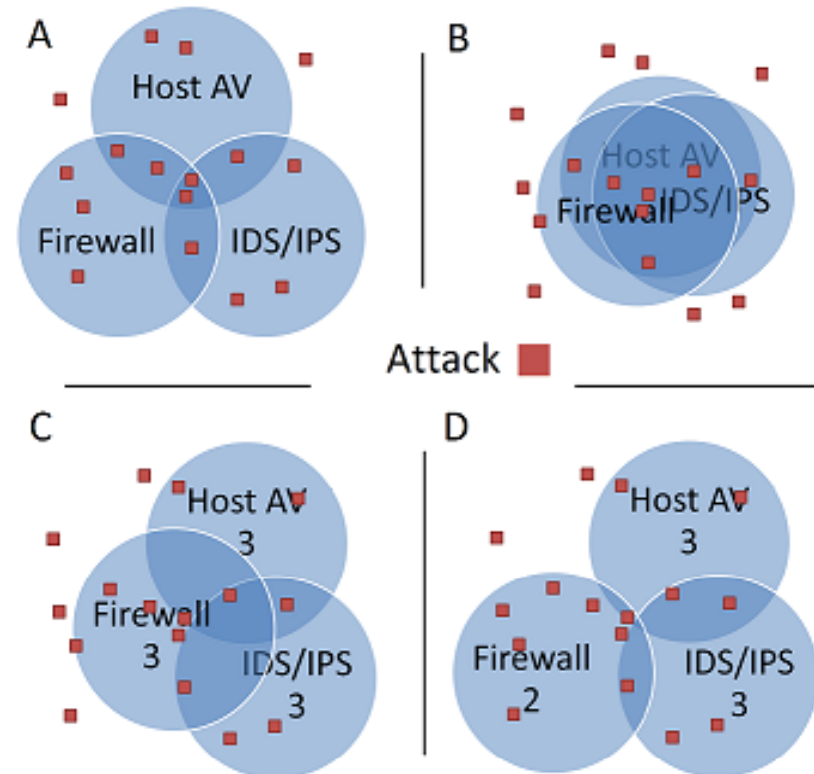 A
Host AV
Firewall
IDS/IPS
B
Host AV
Firewall
IDS/IPS
Attack
C
Host AV
3
Firewall
3
IDS/IPS
3
D
Host AV
3
Firewall
2
IDS/IPS
3